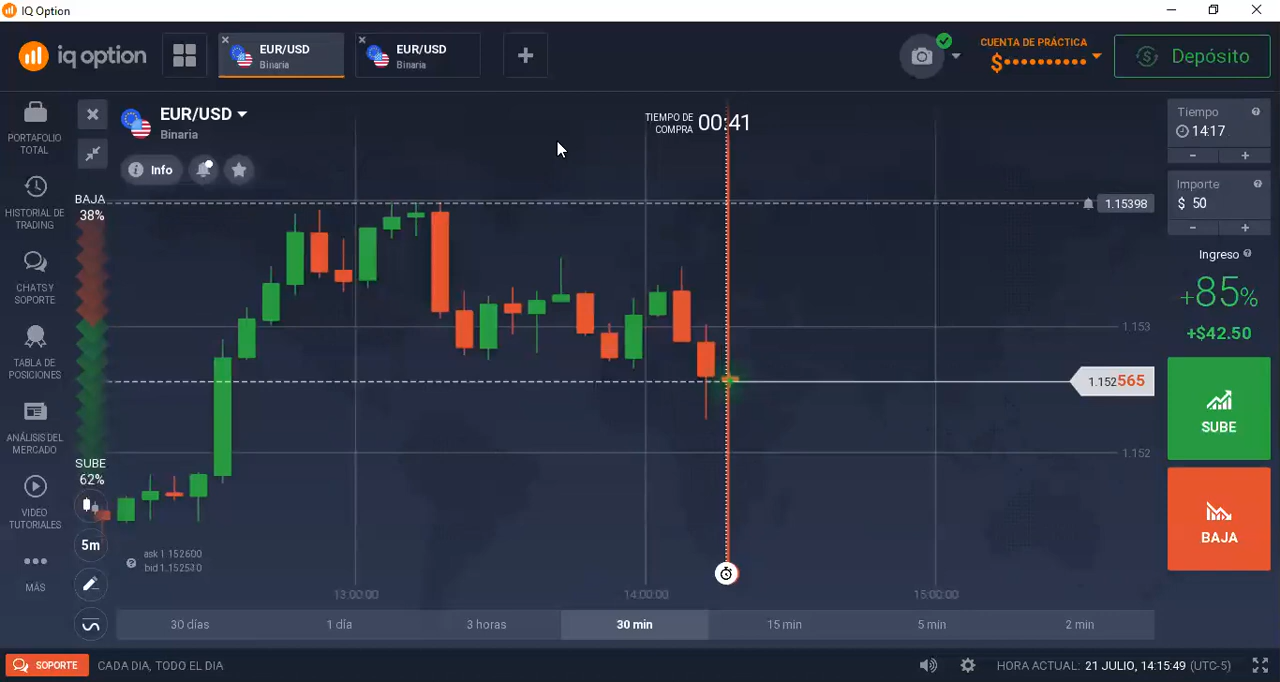 IQ Option
iq option
EUR/USD
Binaria
EUR/USD
Binaria
CUENTA DE PRÁCTICA
$
Depósito
PORTAFOLIO
TOTAL
HISTORIAL DE
TRADING
CHATS Y
SOPORTE
TABLA DE
POSICIONES
ANÁLISIS DEL
MERCADO
VIDEO
TUTORIALES
MÁS
EUR/USD
Binaria
Info
TIEMPO DE
COMPRA
00:41
BAJA
38%
SUBE
62%
5m
ask 1.152600
bid 1.152530
1.15398
1.153
1.152565
1.152
13:00:00
14:00:00
15:00:00
30 días
1 día
3 horas
30 min
15 min
5 min
2 min
Tiempo
14:17
- +
Importe
$ 50
- +
Ingreso
+85%
+$42.50
SUBE
BAJA
SOPORTE
CADA DIA, TODO EL DIA
HORA ACTUAL: 21 JULIO, 14:15:49 (UTC-5)